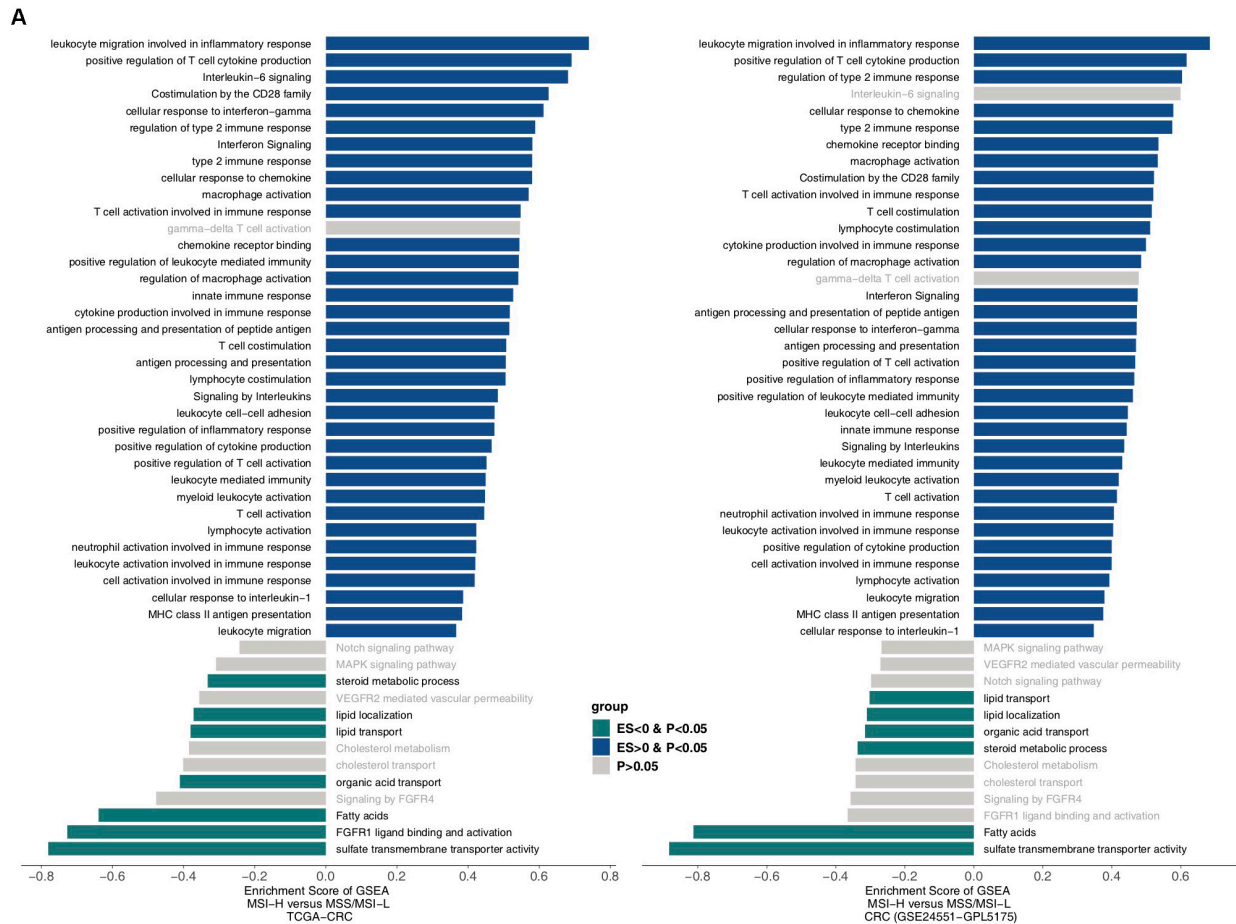 A
leukocyte migration involved in inflammatory response
positive regulation of T cell cytokine production
Interleukin-6 signaling
Costimulation by the CD28 family
cellular response to interferon-gamma
regulation of type 2 immune response
Interferon Signaling
type 2 immune response
cellular response to chemokine
macrophage activation
T cell activation involved in immune response
gamma-delta T cell activation
chemokine receptor binding
positive regulation of leukocyte mediated immunity
regulation of macrophage activation
innate immune response
cytokine production involved in immune response
antigen processing and presentation of peptide antigen
T cell costimulation
antigen processing and presentation
lymphocyte costimulation
Signaling by Interleukins
leukocyte cell-cell adhesion
positive regulation of inflammatory response
positive regulation of cytokine production
positive regulation of T cell activation
leukocyte mediated immunity
myeloid leukocyte activation
T cell activation
lymphocyte activation
neutrophil activation involved in immune response
leukocyte activation involved in immune response
cell activation involved in immune response
cellular response to interleukin-1
MHC class II antigen presentation
leukocyte migration
Notch signaling pathway
MAPK signaling pathway
steroid metabolic process
VEGFR2 mediated vascular permeability
lipid localization
lipid transport
Cholesterol metabolism
cholesterol transport
organic acid transport
Signaling by FGFR4
Fatty acids
FGFR1 ligand binding and activation
sulfate transmembrane transporter activity
−0.8 −0.6 −0.4 −0.2 0.0 0.2 0.4 0.6 0.8
Enrichment Score of GSEA
MSI-H versus MSS/MSI-L
TCGA-CRC
group
ES<0 & P<0.05
ES>0 & P<0.05
P>0.05
leukocyte migration involved in inflammatory response
positive regulation of T cell cytokine production
regulation of type 2 immune response
Interleukin-6 signaling
cellular response to chemokine
type 2 immune response
chemokine receptor binding
macrophage activation
Costimulation by the CD28 family
T cell activation involved in immune response
T cell costimulation
lymphocyte costimulation
cytokine production involved in immune response
regulation of macrophage activation
gamma-delta T cell activation
Interferon Signaling
antigen processing and presentation of peptide antigen
cellular response to interferon-gamma
antigen processing and presentation
positive regulation of T cell activation
positive regulation of inflammatory response
positive regulation of leukocyte mediated immunity
leukocyte cell-cell adhesion
innate immune response
Signaling by Interleukins
leukocyte mediated immunity
myeloid leukocyte activation
T cell activation
neutrophil activation involved in immune response
leukocyte activation involved in immune response
positive regulation of cytokine production
cell activation involved in immune response
lymphocyte activation
leukocyte migration
MHC class II antigen presentation
cellular response to interleukin-1
MAPK signaling pathway
VEGFR2 mediated vascular permeability
Notch signaling pathway
lipid transport
lipid localization
organic acid transport
steroid metabolic process
Cholesterol metabolism
cholesterol transport
Signaling by FGFR4
FGFR1 ligand binding and activation
Fatty acids
sulfate transmembrane transporter activity
−0.8 −0.6 −0.4 −0.2 0.0 0.2 0.4 0.6
Enrichment Score of GSEA
MSI-H versus MSS/MSI-L
CRC (GSE24551-GPL5175)